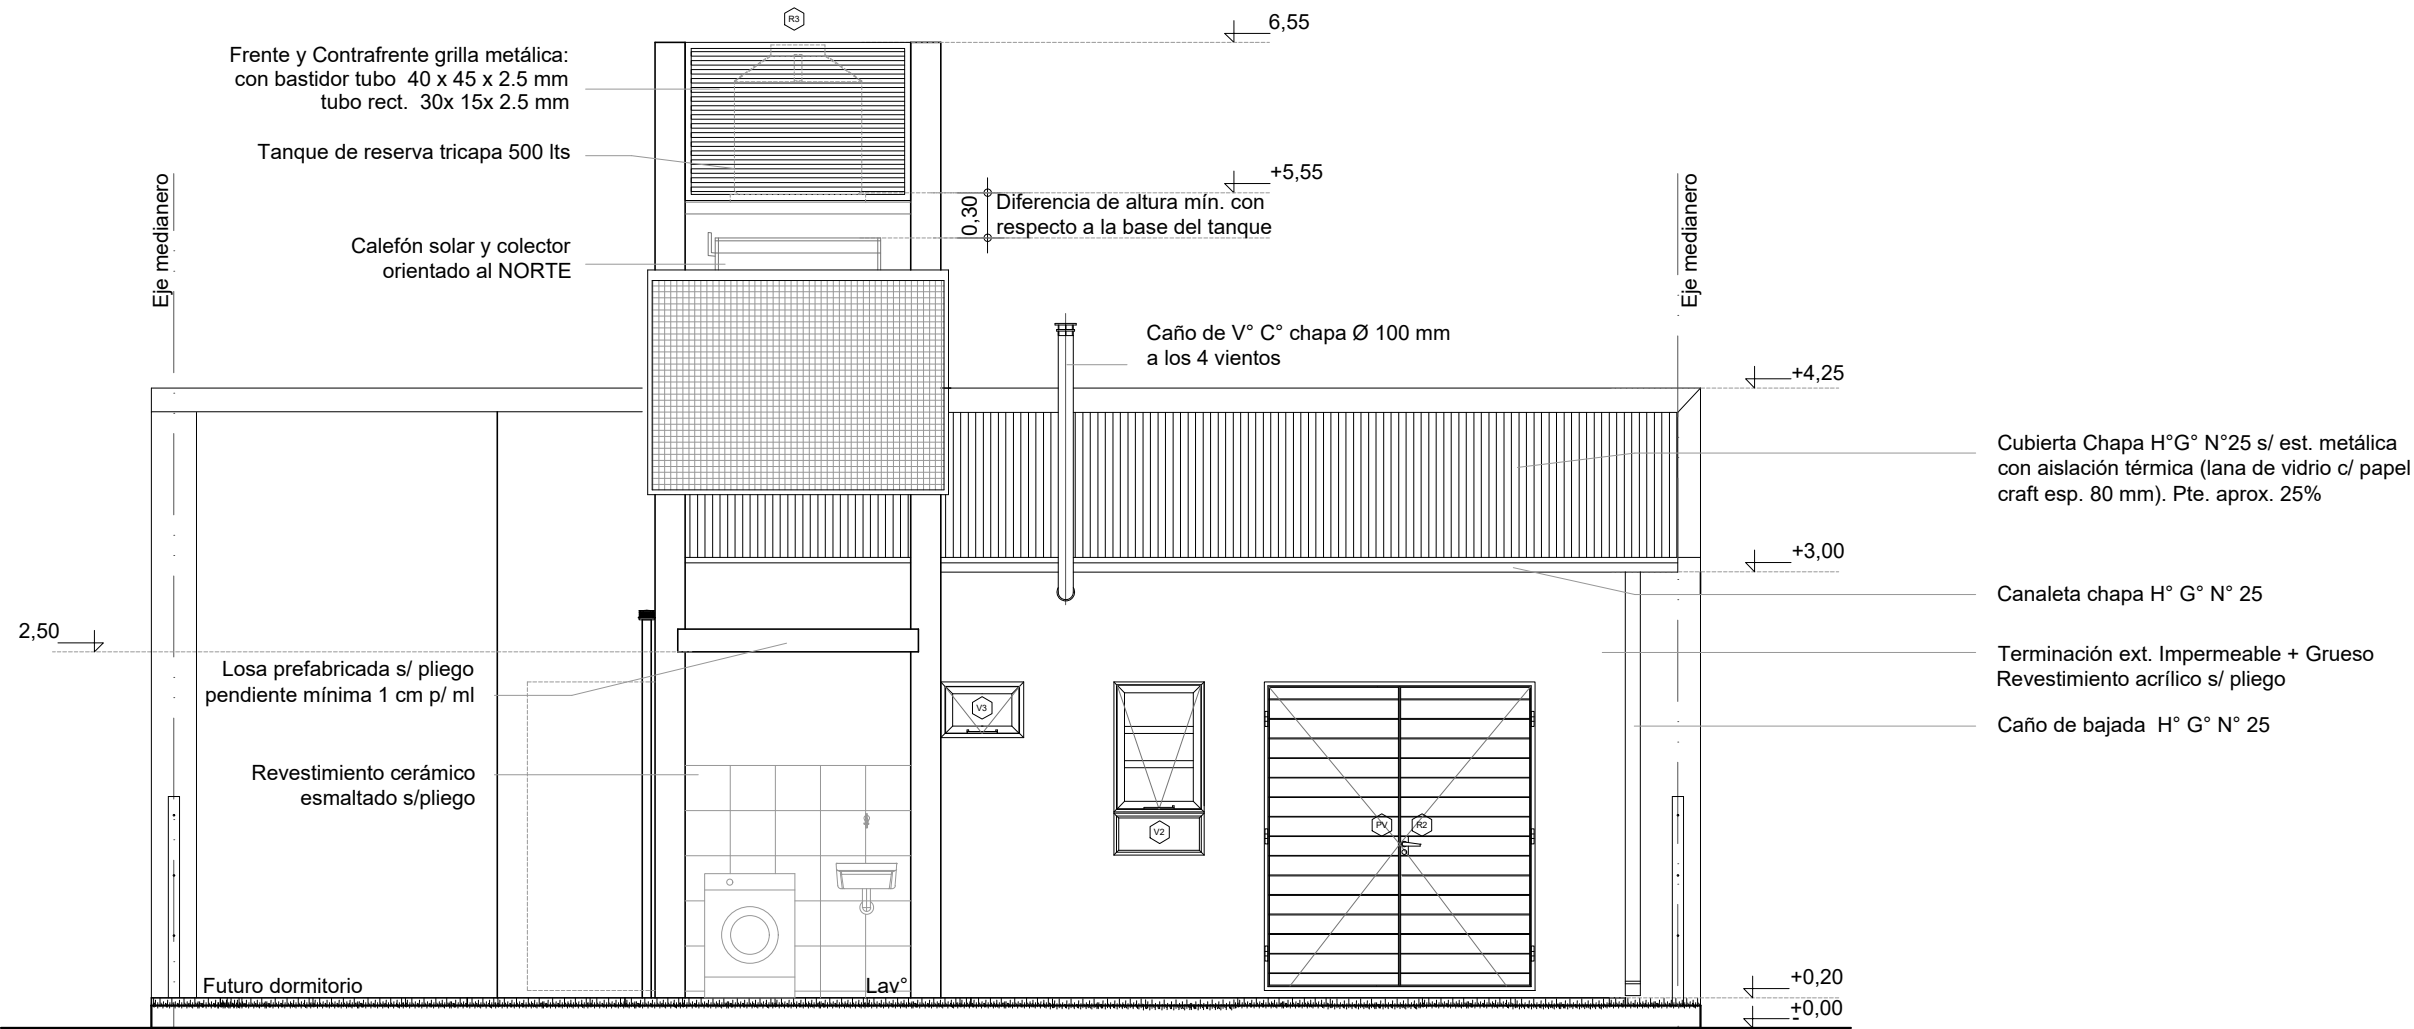 R3
6,55
Frente y Contrafrente grilla metálica:
con bastidor tubo 40 x 45 x 2.5 mm
tubo rect. 30x 15x 2.5 mm
Tanque de reserva tricapa 500 lts
+5,55
0,30
Diferencia de altura mín. con
respecto a la base del tanque
Eje medianero
Eje medianero
Calefón solar y colector
orientado al NORTE
Caño de V° C° chapa Ø 100 mm
a los 4 vientos
+4,25
Cubierta Chapa H°G° N°25 s/ est. metálica
con aislación térmica (lana de vidrio c/ papel
craft esp. 80 mm). Pte. aprox. 25%
+3,00
Canaleta chapa H° G° N° 25
2,50
Losa prefabricada s/ pliego
pendiente mínima 1 cm p/ ml
Terminación ext. Impermeable + Grueso
Revestimiento acrílico s/ pliego
V3
Caño de bajada H° G° N° 25
Revestimiento cerámico
esmaltado s/pliego
V2
PV
R2
Futuro dormitorio
Lav°
+0,20
+0,00